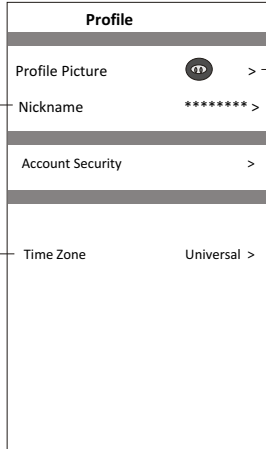 Profile
Profile Picture >
Nickname ******** >
Account Security >
Time Zone Universal >